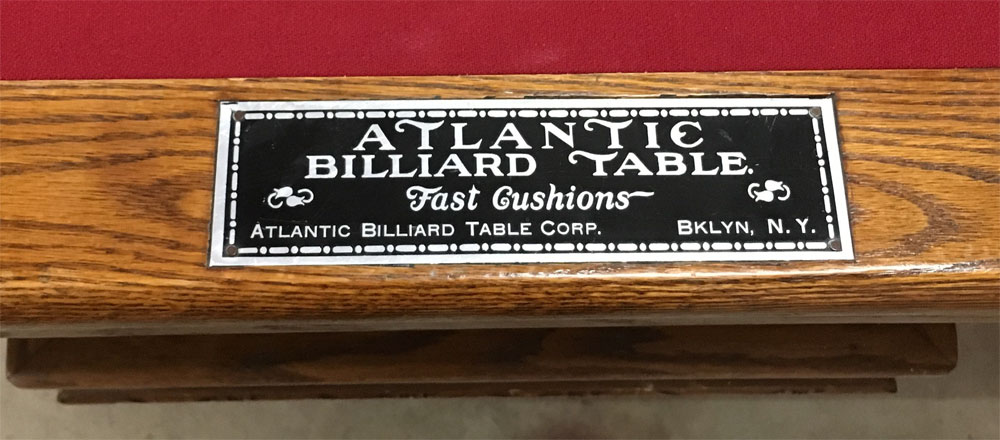 ATLANTIC
BILLIARD TABLE.
Fast Cushions
ATLANTIC BILLIARD TABLE CORP. BKLYN, N.Y.